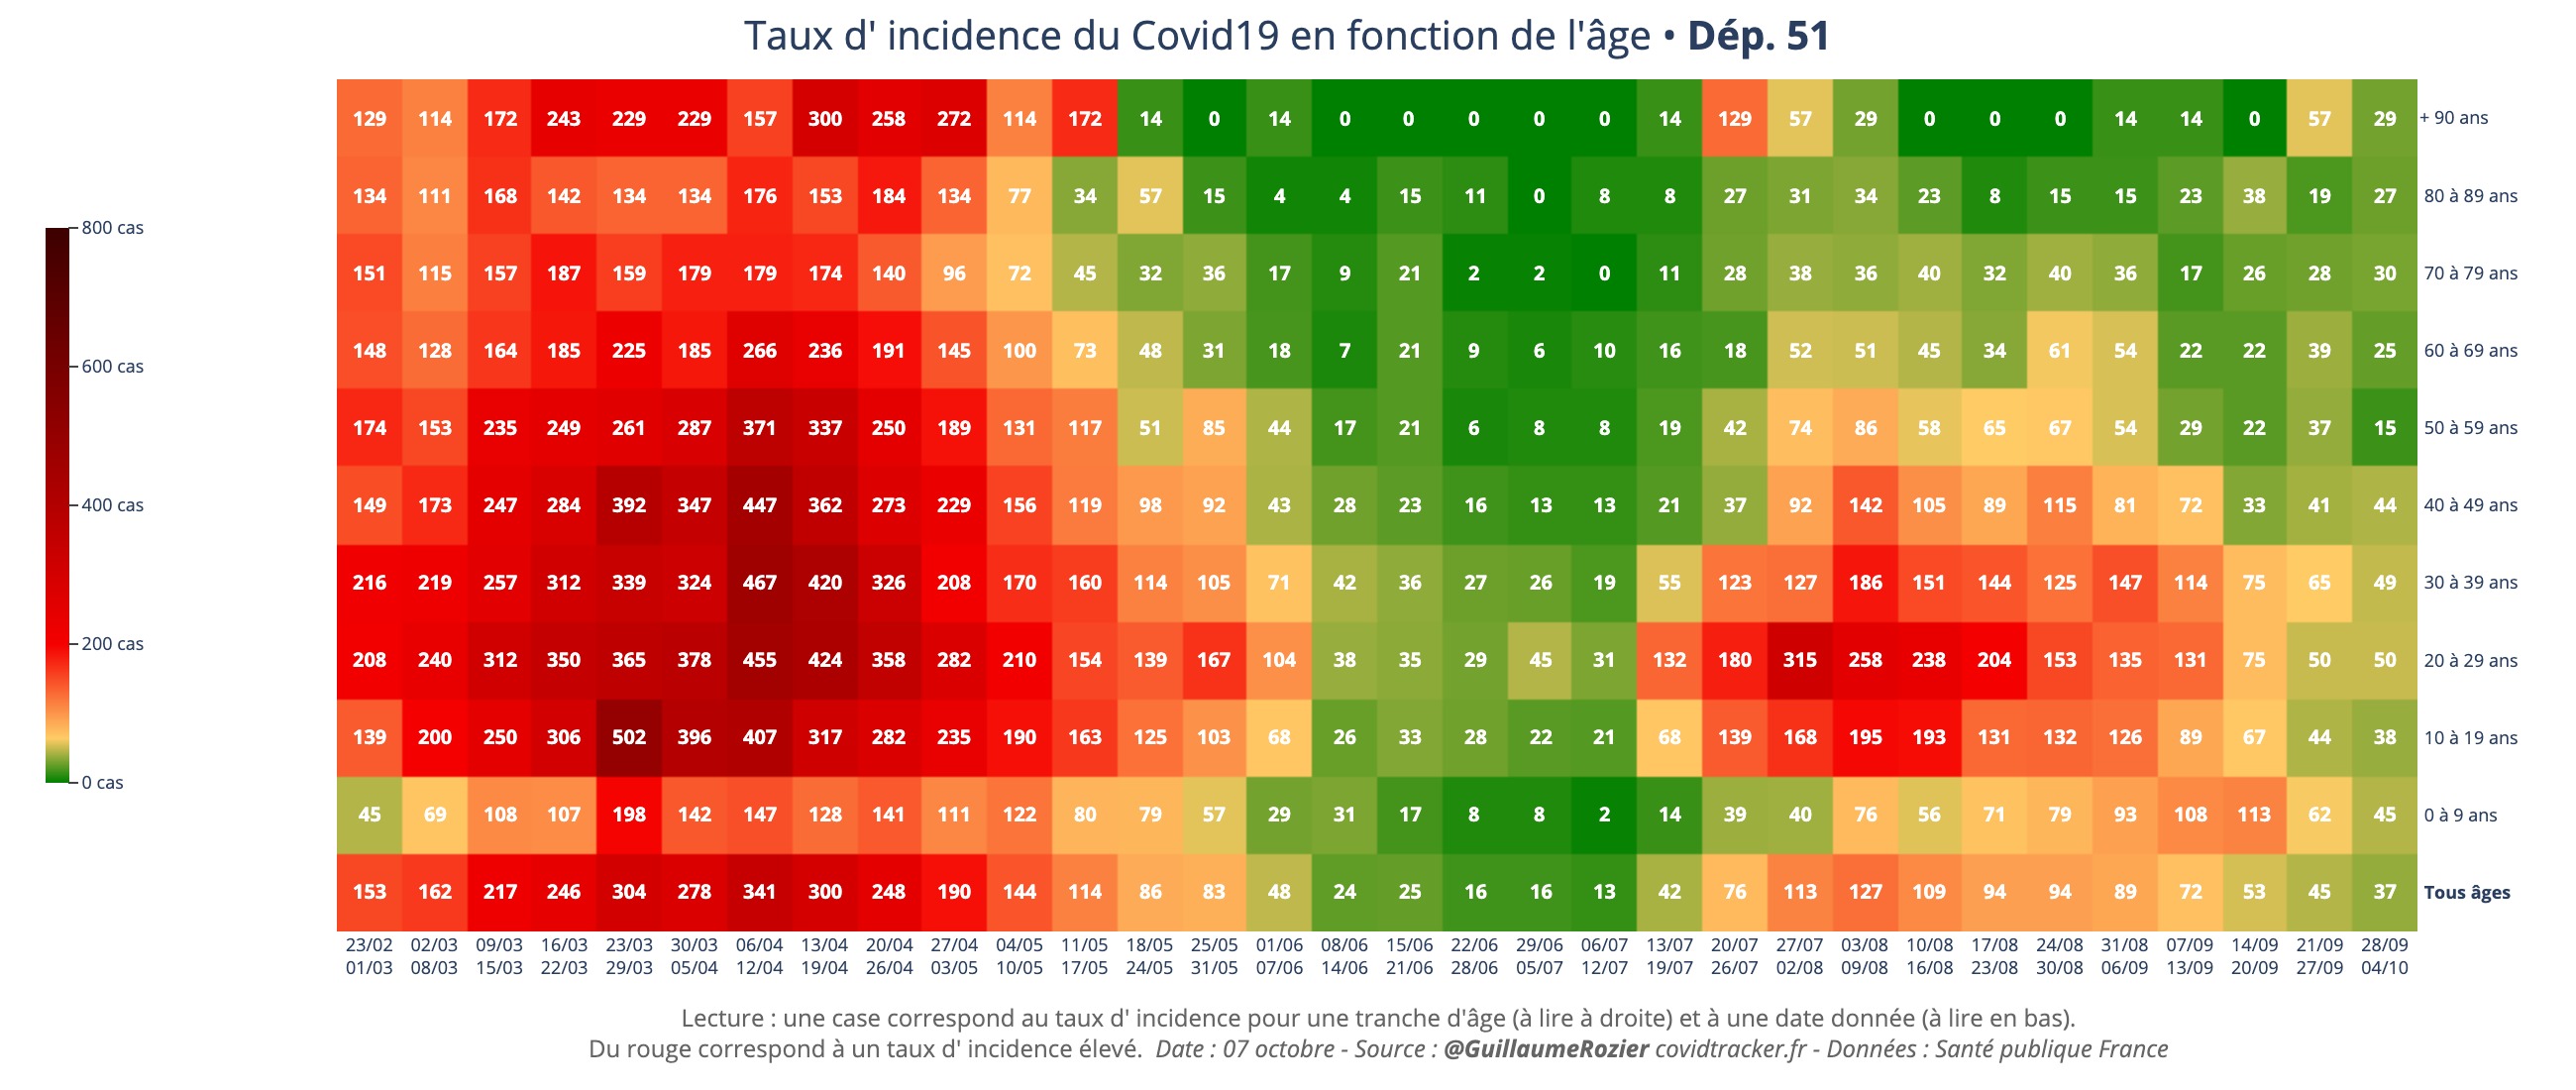 Taux d' incidence du Covid19 en fonction de l'âge • Dép. 51
129 114 172 243 229 229 157 300 258 272 114 172 14 0 14 0 0 0 0 0 14 129 57 29 0 0 0 14 14 0 57 29 + 90 ans
134 111 168 142 134 134 176 153 184 134 77 34 57 15 4 4 15 11 0 8 8 27 31 34 23 8 15 15 23 38 19 27 80 à 89 ans
151 115 157 187 159 179 179 174 140 96 72 45 32 36 17 9 21 2 2 0 11 28 38 36 40 32 40 36 17 26 28 30 70 à 79 ans
148 128 164 185 225 185 266 236 191 145 100 73 48 31 18 7 21 9 6 10 16 18 52 51 45 34 61 54 22 22 39 25 60 à 69 ans
174 153 235 249 261 287 371 337 250 189 131 117 51 85 44 17 21 6 8 8 19 42 74 86 58 65 67 54 29 22 37 15 50 à 59 ans
149 173 247 284 392 347 447 362 273 229 156 119 98 92 43 28 23 16 13 13 21 37 92 142 105 89 115 81 72 33 41 44 40 à 49 ans
216 219 257 312 339 324 467 420 326 208 170 160 114 105 71 42 36 27 26 19 55 123 127 186 151 144 125 147 114 75 65 49 30 à 39 ans
208 240 312 350 365 378 455 424 358 282 210 154 139 167 104 38 35 29 45 31 132 180 315 258 238 204 153 135 131 75 50 50 20 à 29 ans
139 200 250 306 502 396 407 317 282 235 190 163 125 103 68 26 33 28 22 21 68 139 168 195 193 131 132 126 89 67 44 38 10 à 19 ans
45 69 108 107 198 142 147 128 141 111 122 80 79 57 29 31 17 8 8 2 14 39 40 76 56 71 79 93 108 113 62 45 0 à 9 ans
153 162 217 246 304 278 341 300 248 190 144 114 86 83 48 24 25 16 16 13 42 76 113 127 109 94 94 89 72 53 45 37 Tous âges
23/02 02/03 09/03 16/03 23/03 30/03 06/04 13/04 20/04 27/04 04/05 11/05 18/05 25/05 01/06 08/06 15/06 22/06 29/06 06/07 13/07 20/07 27/07 03/08 10/08 17/08 24/08 31/08 07/09 14/09 21/09 28/09
01/03 08/03 15/03 22/03 29/03 05/04 12/04 19/04 26/04 03/05 10/05 17/05 24/05 31/05 07/06 14/06 21/06 28/06 05/07 12/07 19/07 26/07 02/08 09/08 16/08 23/08 30/08 06/09 13/09 20/09 27/09 04/10
800 cas
600 cas
400 cas
200 cas
0 cas
Lecture : une case correspond au taux d' incidence pour une tranche d'âge (à lire à droite) et à une date donnée (à lire en bas).
Du rouge correspond à un taux d' incidence élevé. Date : 07 octobre - Source : @GuillaumeRozier covidtracker.fr - Données : Santé publique France